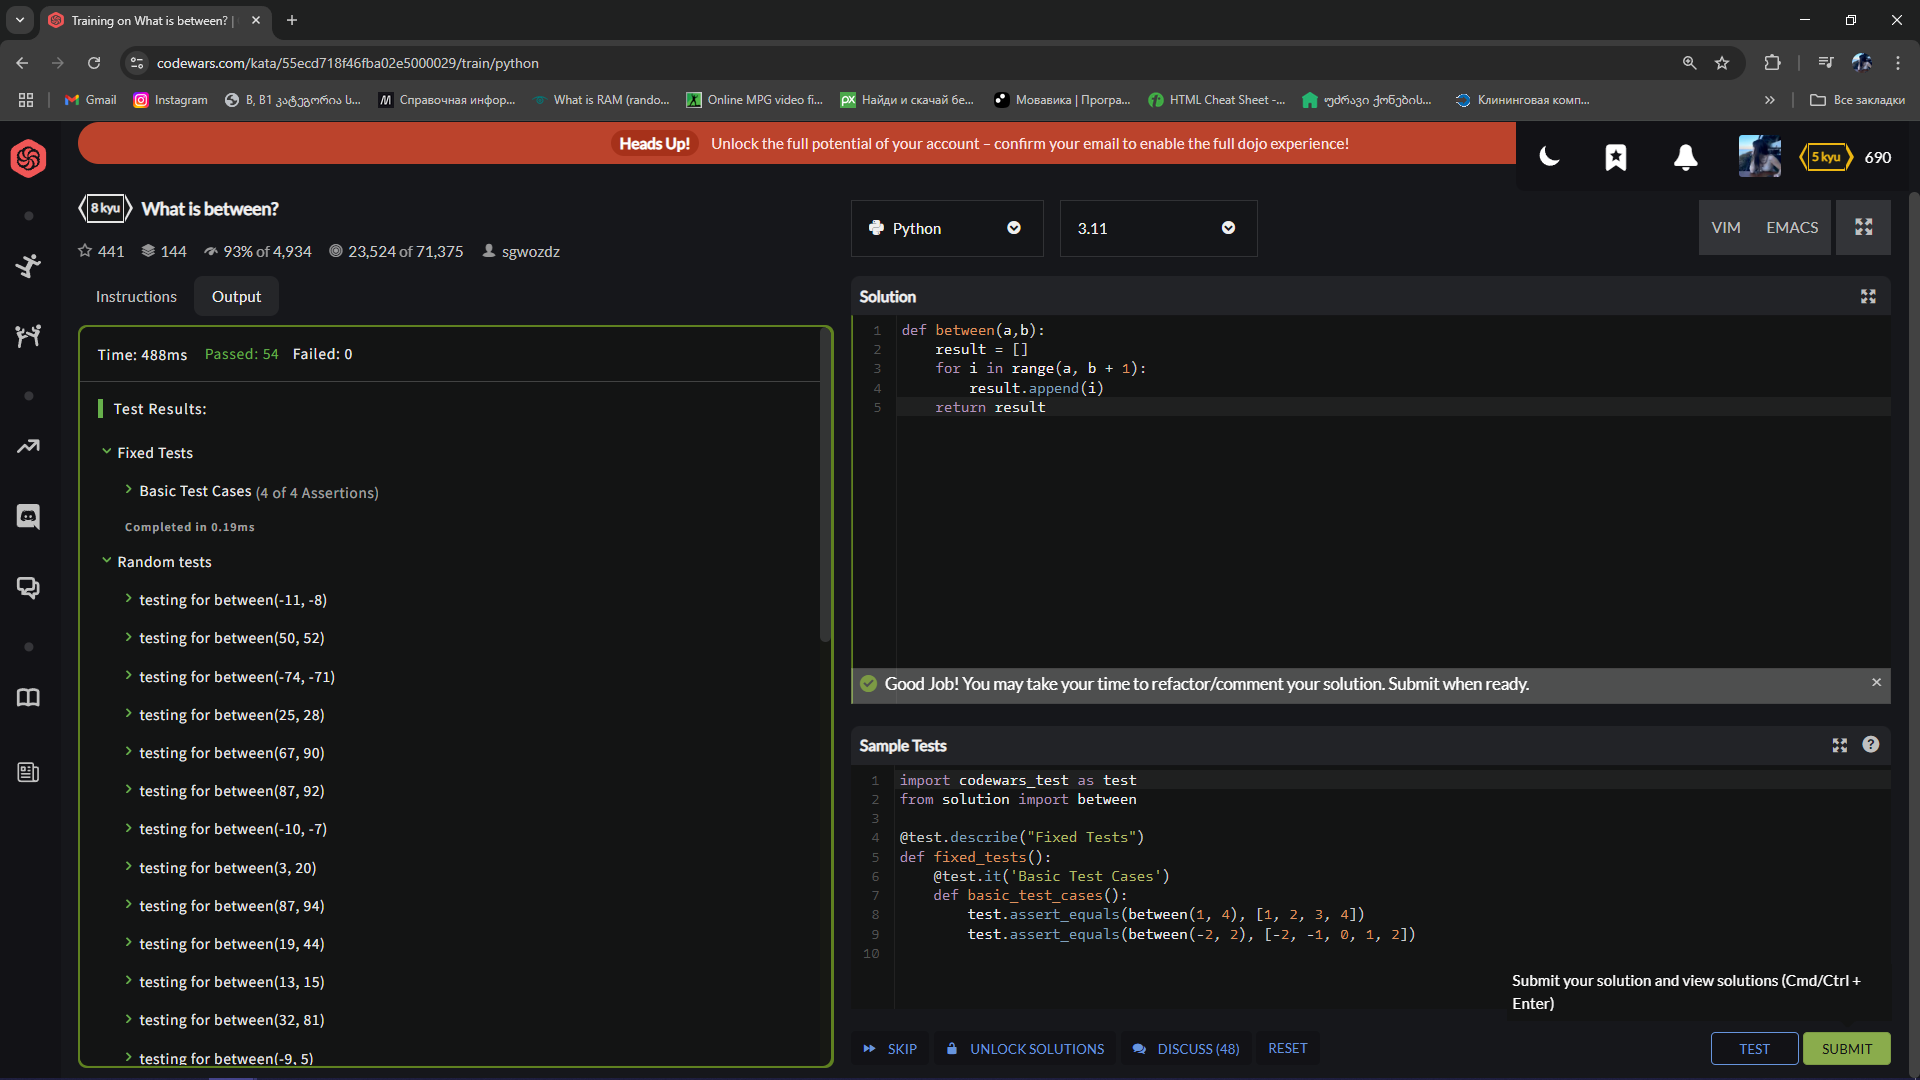 Training on What is between? |
codewars.com/kata/55ecd718f46fba02e5000029/train/python
Gmail
Instagram
B, B1 კატეგორია ს...
Справочная инфор...
What is RAM (rando...
Online MPG video fi...
Найди и скачай бе...
Мовавика | Програ...
HTML Cheat Sheet -...
უძრავი ქონების...
Клининговая комп...
Все закладки
Heads Up! Unlock the full potential of your account – confirm your email to enable the full dojo experience!
5 kyu 690
8 kyu What is between?
441 144 93% of 4,934 23,524 of 71,375 sgwozdz
Instructions Output
Time: 488ms Passed: 54 Failed: 0
Test Results:
Fixed Tests
Basic Test Cases (4 of 4 Assertions)
Completed in 0.19ms
Random tests
testing for between(-11, -8)
testing for between(50, 52)
testing for between(-74, -71)
testing for between(25, 28)
testing for between(67, 90)
testing for between(87, 92)
testing for between(-10, -7)
testing for between(3, 20)
testing for between(87, 94)
testing for between(19, 44)
testing for between(13, 15)
testing for between(32, 81)
testing for between(-9, 5)
Python
3.11
VIM EMACS
Solution
1 def between(a,b):
2 result = []
3 for i in range(a, b + 1):
4 result.append(i)
5 return result
Good Job! You may take your time to refactor/comment your solution. Submit when ready.
Sample Tests
1 import codewars_test as test
2 from solution import between
3
4 @test.describe("Fixed Tests")
5 def fixed_tests():
6 @test.it('Basic Test Cases')
7 def basic_test_cases():
8 test.assert_equals(between(1, 4), [1, 2, 3, 4])
9 test.assert_equals(between(-2, 2), [-2, -1, 0, 1, 2])
10
Submit your solution and view solutions (Cmd/Ctrl +
Enter)
SKIP UNLOCK SOLUTIONS DISCUSS (48) RESET TEST SUBMIT